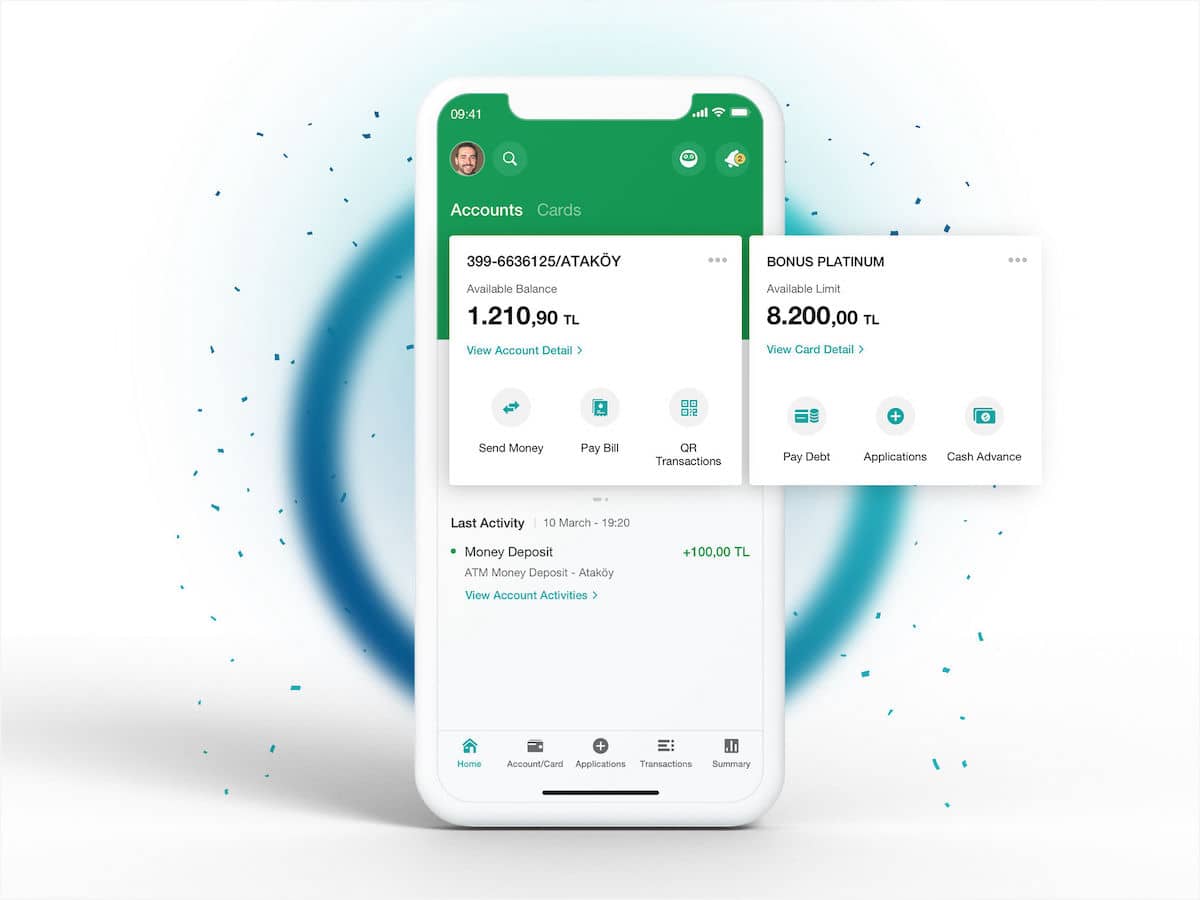 09:41
2
Accounts Cards
399-6636125/ATAKÖY
Available Balance
1.210,90 TL
View Account Detail
Send Money
Pay Bill
QR
Transactions
BONUS PLATINUM
Available Limit
8.200,00 TL
View Card Detail
Pay Debt
Applications
Cash Advance
Last Activity 10 March - 19:20
Money Deposit +100,00 TL
ATM Money Deposit - Ataköy
View Account Activities
Home Account/Card Applications Transactions Summary